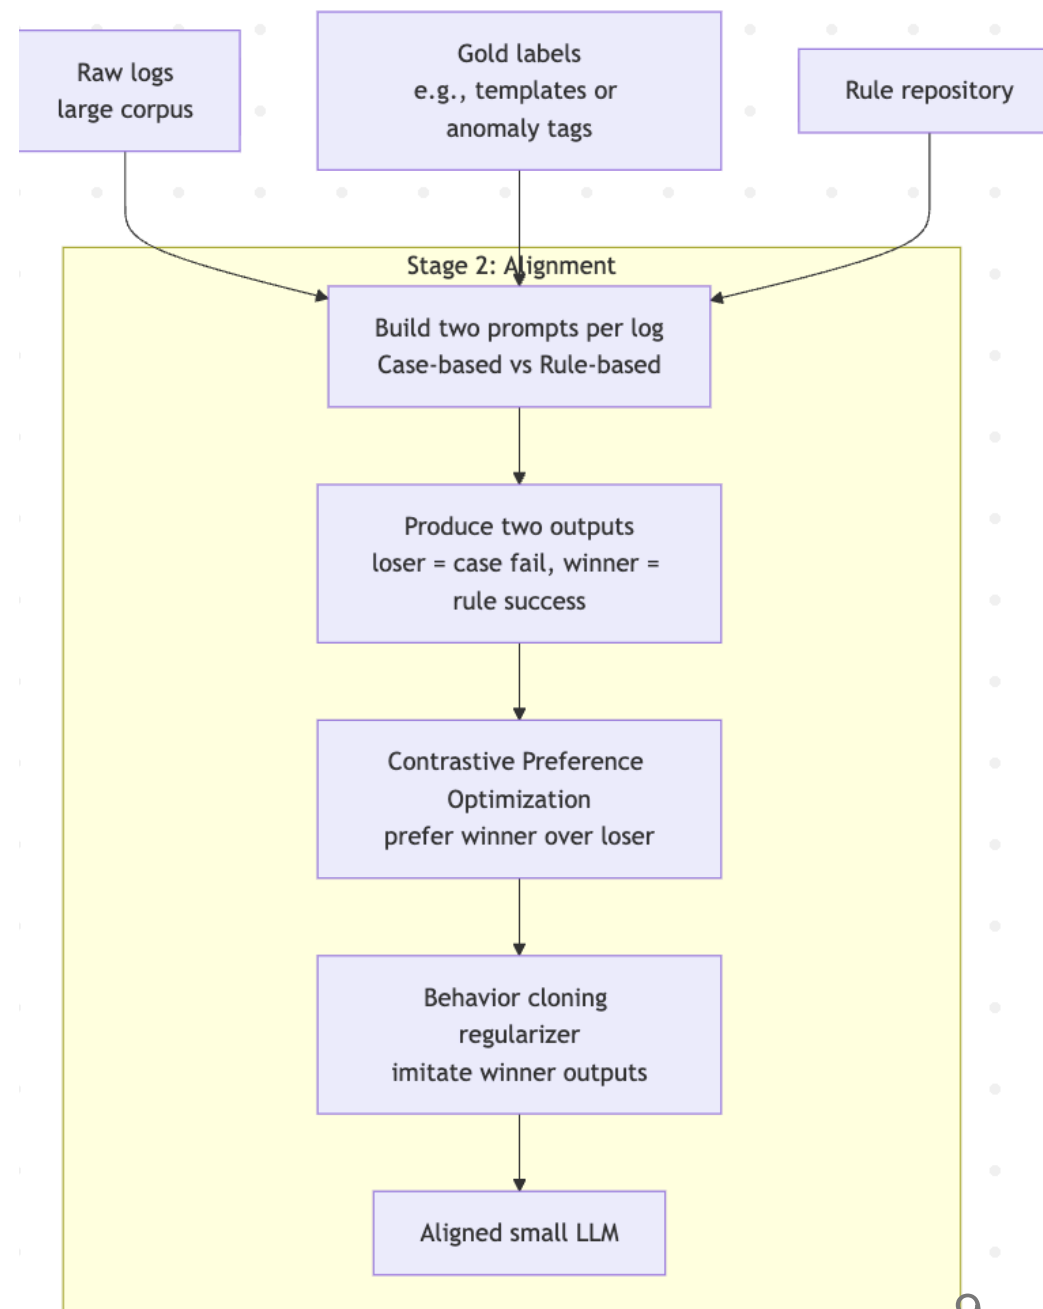 Raw logs
large corpus
Gold labels
e.g., templates or
anomaly tags
Rule repository
Stage 2: Alignment
Build two prompts per log
Case-based vs Rule-based
Produce two outputs
loser = case fail, winner =
rule success
Contrastive Preference
Optimization
prefer winner over loser
Behavior cloning
regularizer
imitate winner outputs
Aligned small LLM